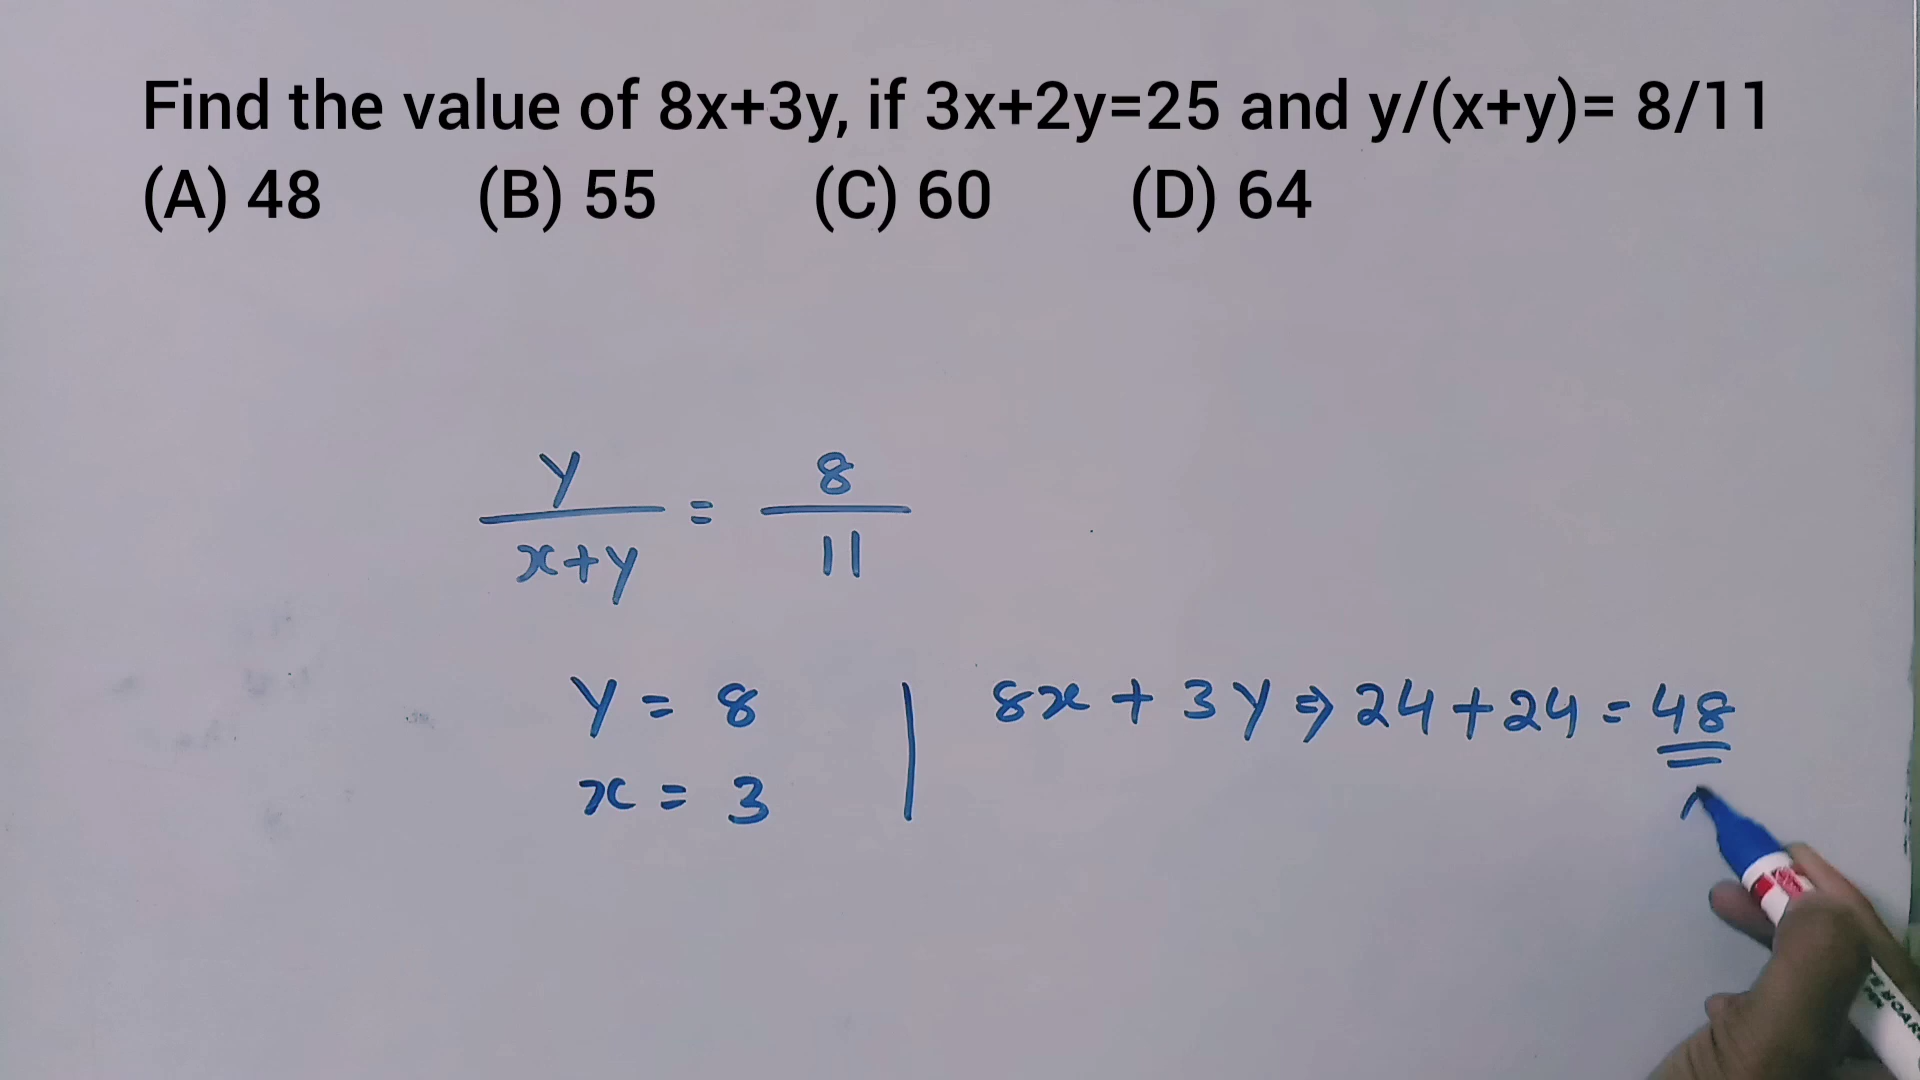 Find the value of 8x+3y, if 3x+2y=25 and y/(x+y)= 8/11
(A) 48 (B) 55 (C) 60 (D) 64
y/x+y = 8/11
y = 8
8x + 3y ⇒ 24 + 24 = 48
x = 3